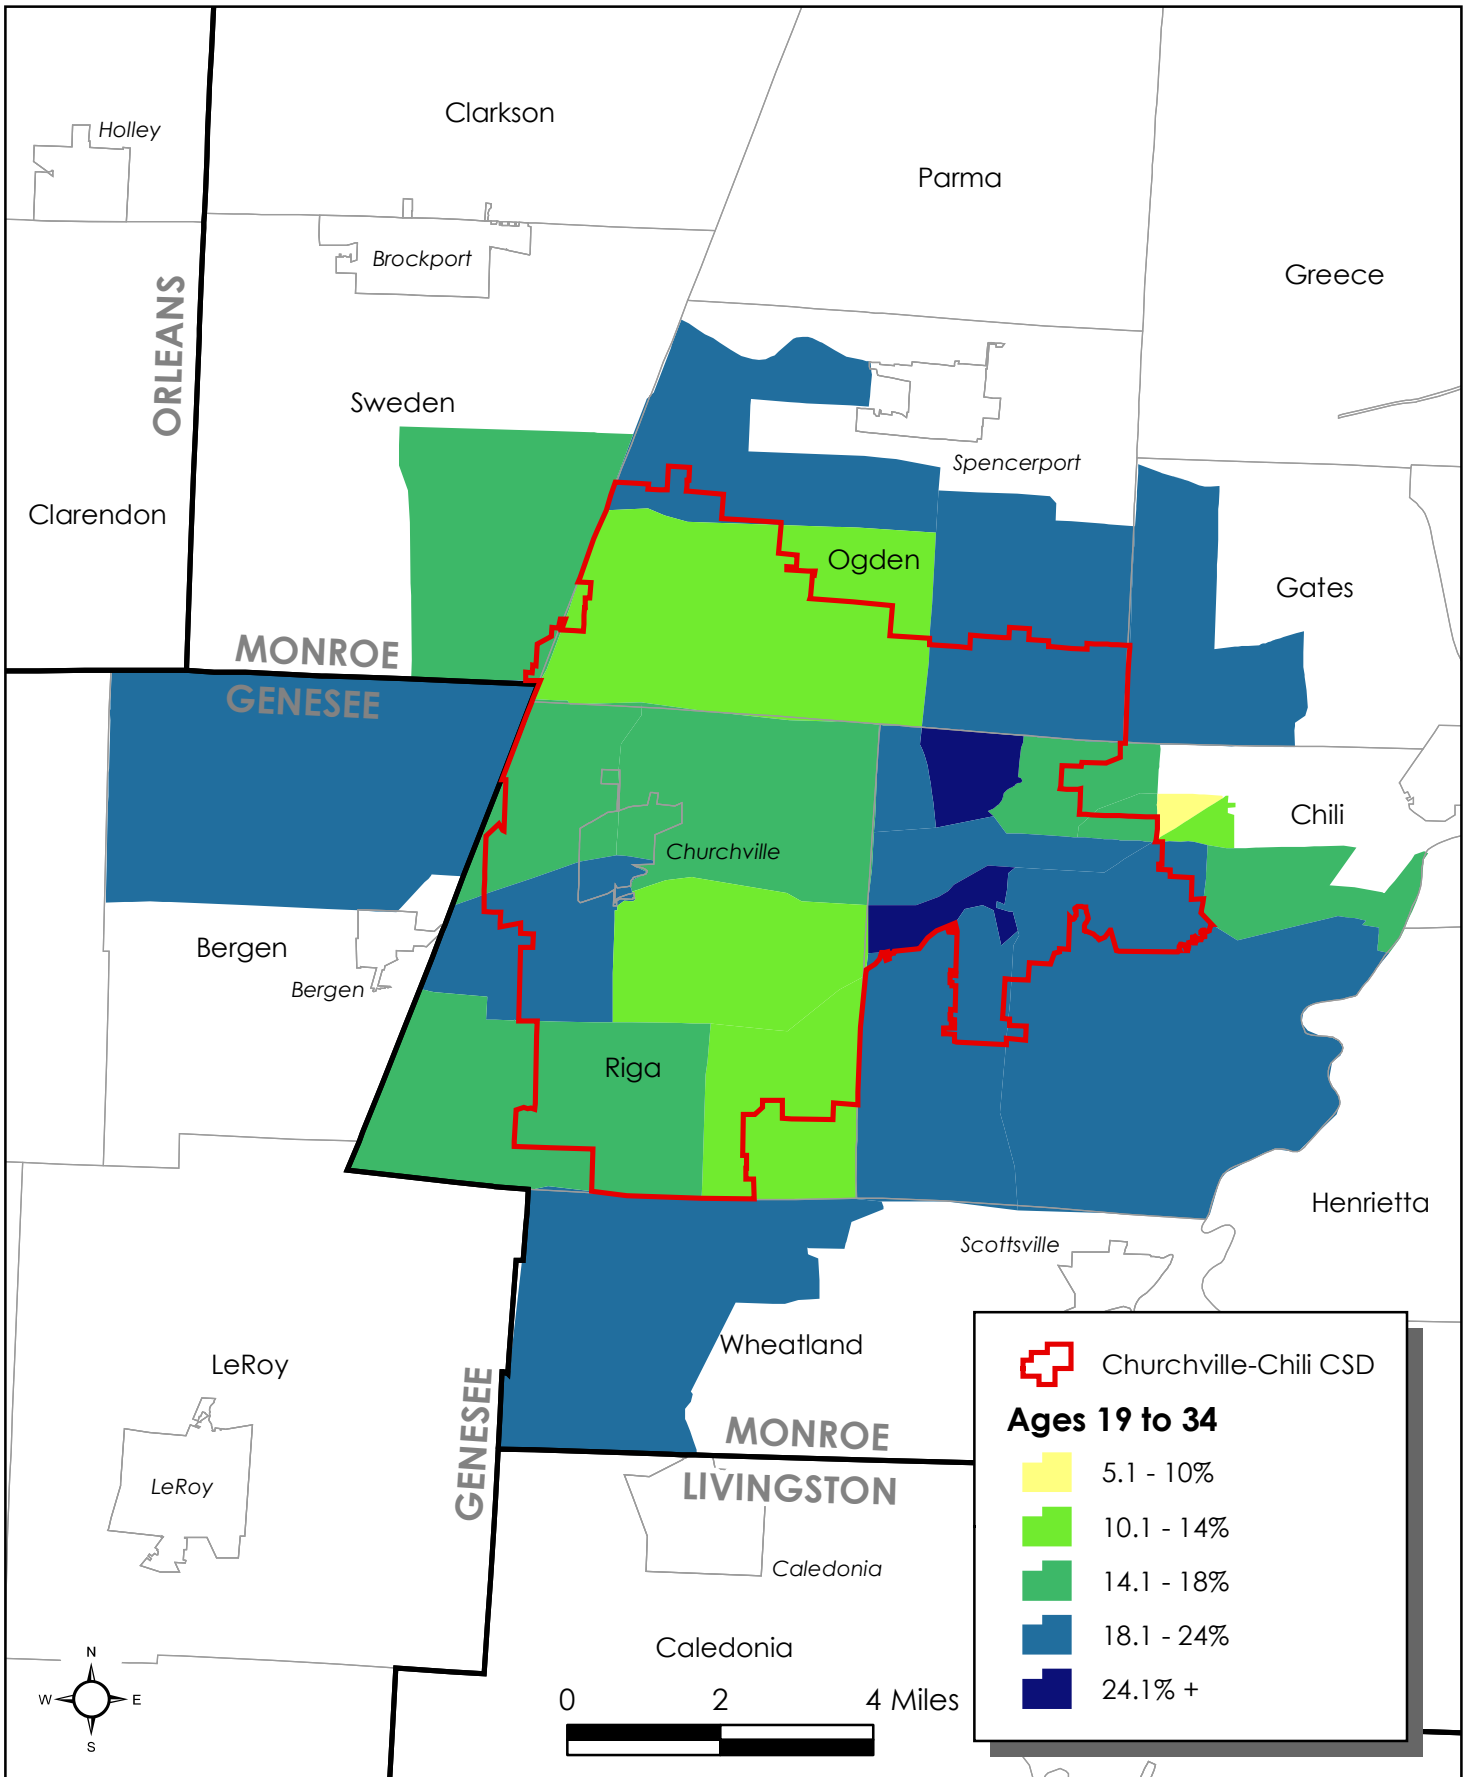 Holley
Clarkson
Parma
Brockport
Greece
ORLEANS
Sweden
Spencerport
Clarendon
Ogden
Gates
MONROE
GENESEE
Chili
Churchville
Bergen
Bergen
Riga
Henrietta
Scottsville
Wheatland
LeRoy
GENESEE
MONROE
LIVINGSTON
LeRoy
Caledonia
Caledonia
Churchville-Chili CSD
Ages 19 to 34
5.1 - 10%
10.1 - 14%
14.1 - 18%
18.1 - 24%
24.1% +
N
W E
S
0 2 4 Miles